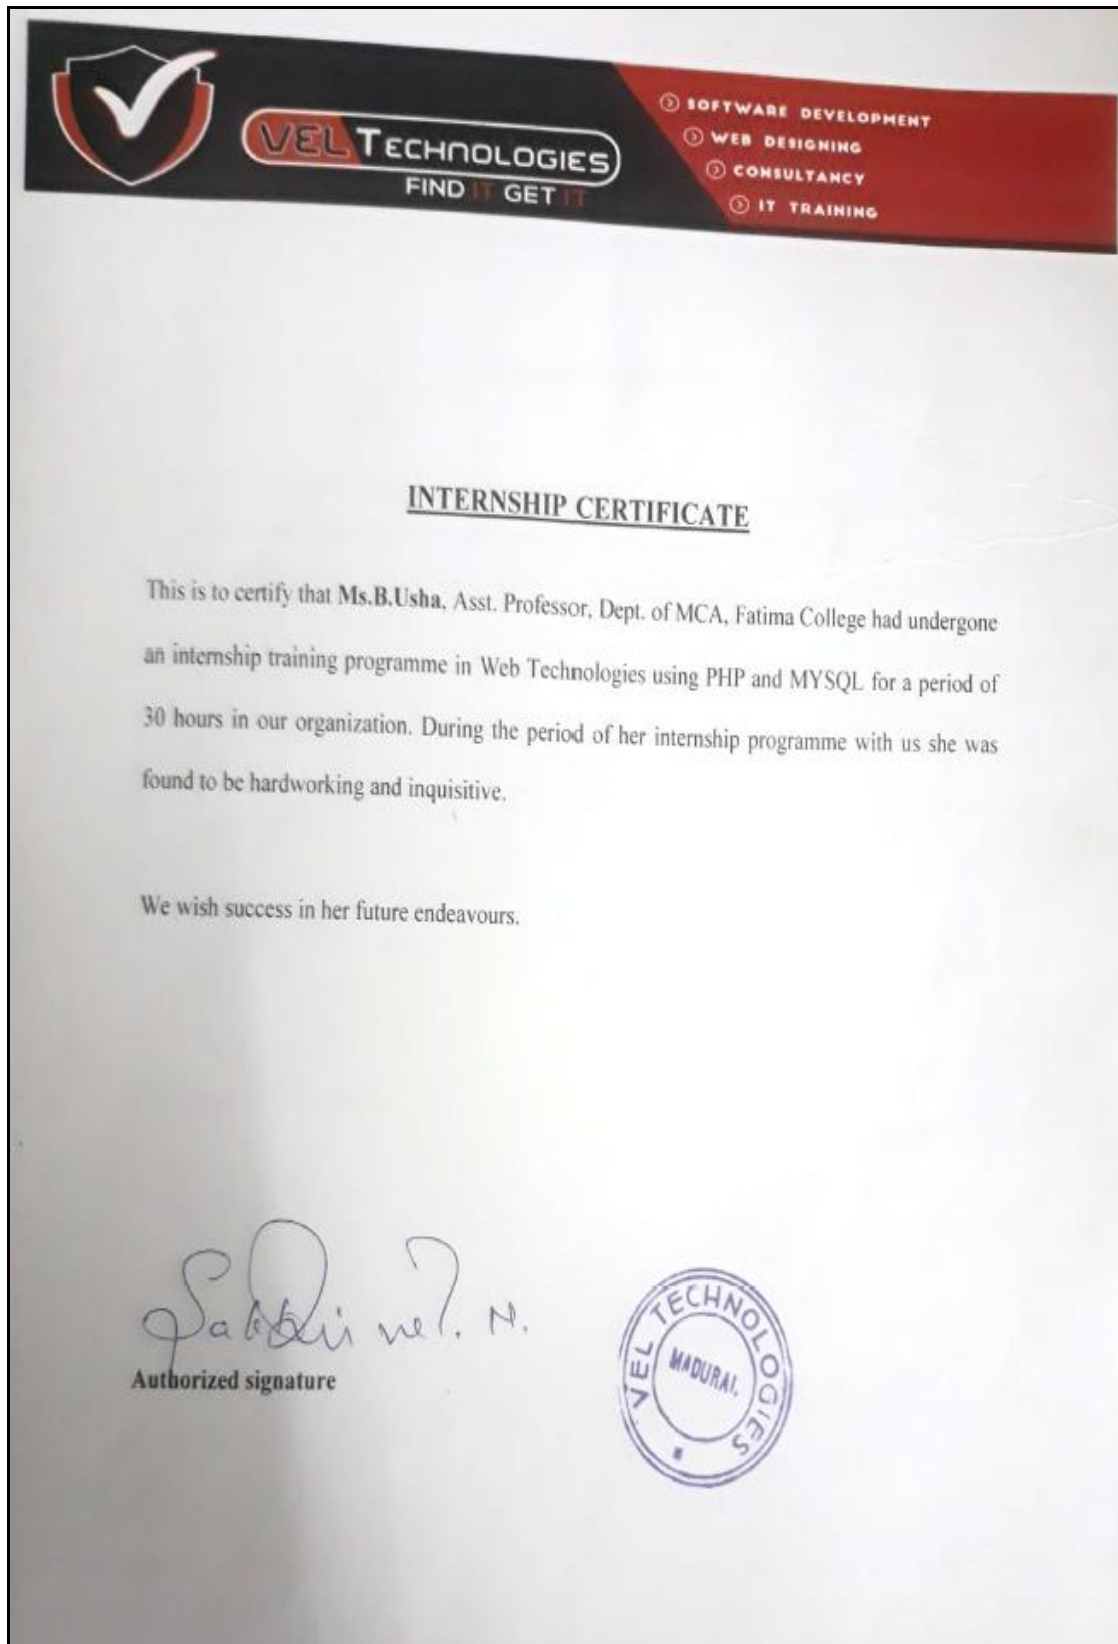 VEL TECHNOLOGIES
FIND IT GET IT
SOFTWARE DEVELOPMENT
WEB DESIGNING
CONSULTANCY
IT TRAINING
INTERNSHIP CERTIFICATE
This is to certify that Ms.B.Usha, Asst. Professor, Dept. of MCA, Fatima College had undergone
an internship training programme in Web Technologies using PHP and MYSQL for a period of
30 hours in our organization. During the period of her internship programme with us she was
found to be hardworking and inquisitive.
We wish success in her future endeavours.
N.
Authorized signature
VEL TECHNOLOGIES
MADURAI.